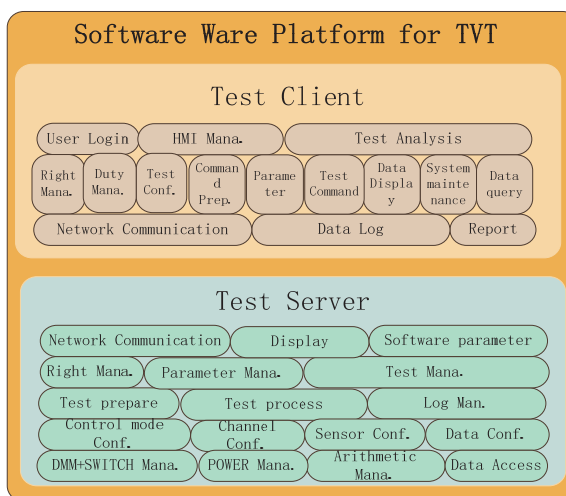 Software Ware Platform for TVT
Test Client
User Login
HMI Mana.
Test Analysis
Right
Mana.
Duty
Mana.
Test
Conf.
Comman
d
Prep.
Parame
ter
Test
Command
Data
Displa
y
System
mainte
nance
Data
query
Network Communication
Data Log
Report
Test Server
Network Communication
Display
Software parameter
Right Mana.
Parameter Mana.
Test Mana.
Test prepare
Test process
Log Man.
Control mode
Conf.
Channel
Conf.
Sensor Conf.
Data Conf.
DMM+SWITCH Mana.
POWER Mana.
Arithmetic
Mana.
Data Access